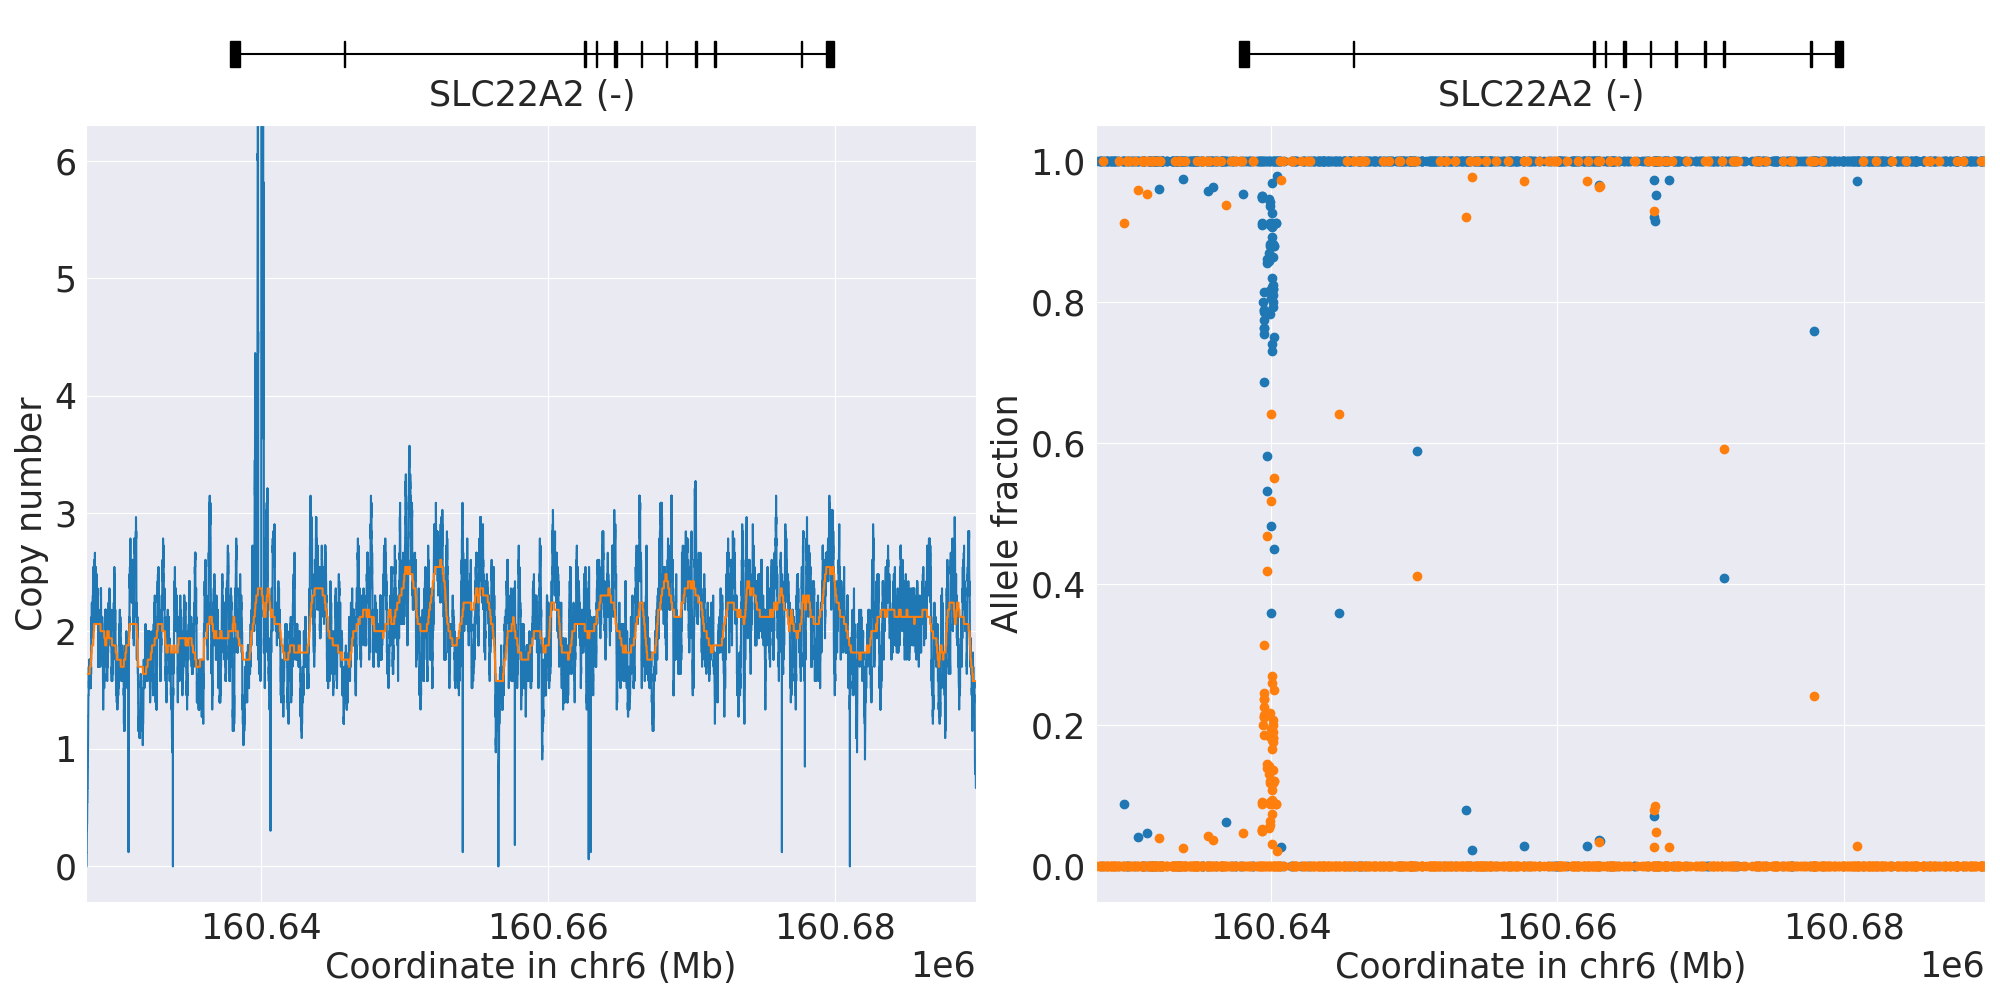 SLC22A2 (-)
6
5
4
3
2
1
0
Copy number
160.64
160.66
160.68
Coordinate in chr6 (Mb)
1e6
SLC22A2 (-)
1.0
0.8
0.6
0.4
0.2
0.0
Allele fraction
160.64
160.66
160.68
Coordinate in chr6 (Mb)
1e6